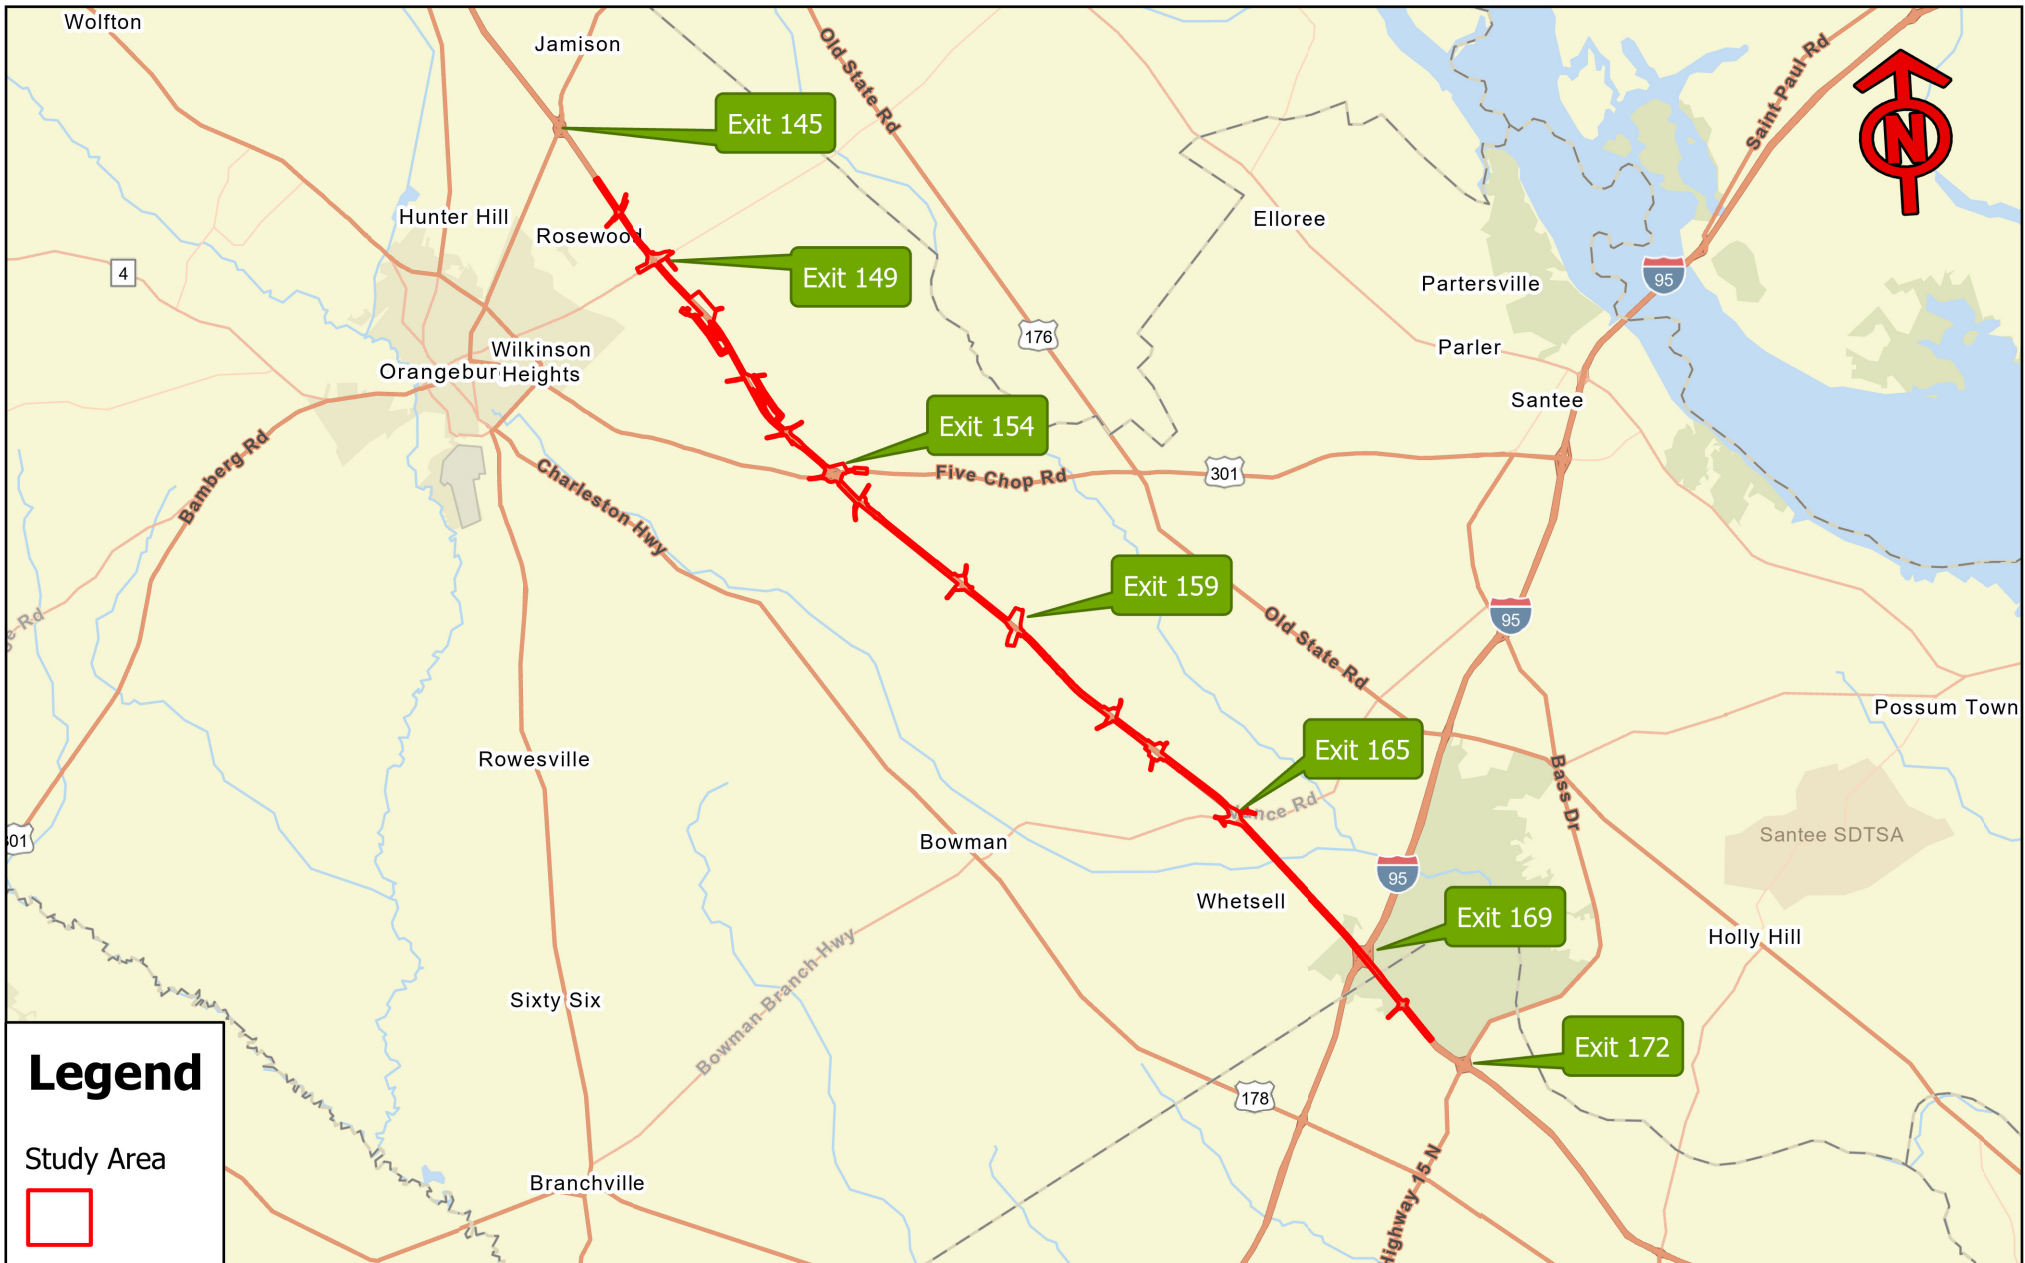 Wolfton
Jamison
Old State Rd
Saint Paul Rd
N
Exit 145
Hunter Hill
Rosewood
Elloree
4
Exit 149
Partersville
95
176
Parler
Wilkinson
Heights
Santee
Exit 154
Bamberg Rd
Charleston Hwy
Five Chop Rd
301
Exit 159
95
Old State Rd
Possum Town
Rowesville
Exit 165
Bass Dr
Bowman
Santee SDTSA
95
Whetsell
Exit 169
Holly Hill
Bowman Branch Hwy
Sixty Six
Exit 172
178
Legend
Study Area
Branchville
Highway 15 N